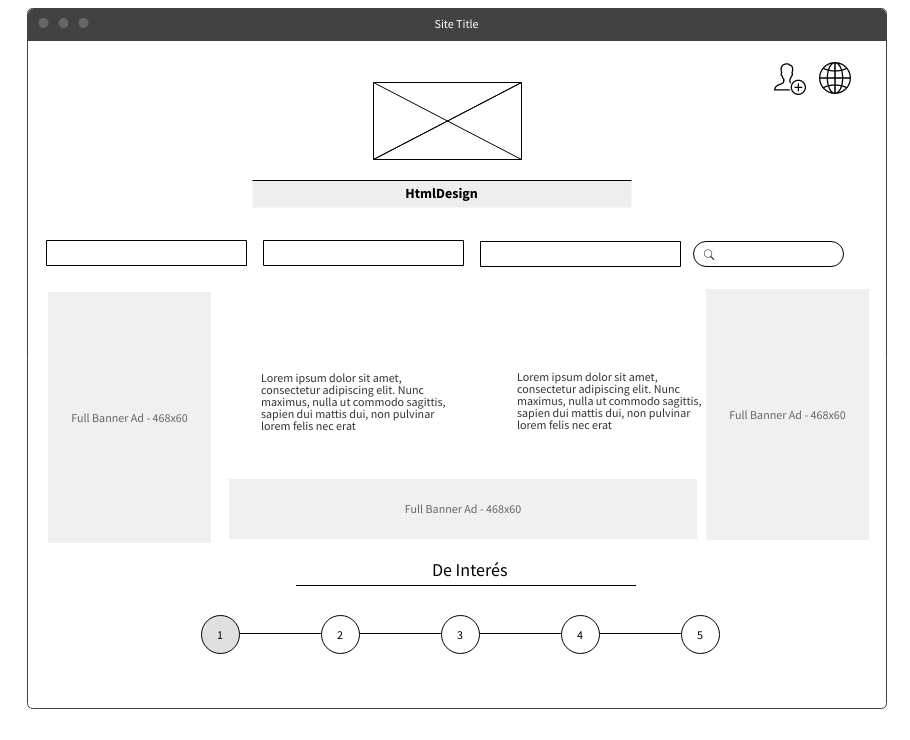 Site Title
HtmlDesign
Full Banner Ad - 468x60
Lorem ipsum dolor sit amet,
consectetur adipiscing elit. Nunc
maximus, nulla ut commodo sagittis,
sapien dui mattis dui, non pulvinar
lorem felis nec erat
Lorem ipsum dolor sit amet,
consectetur adipiscing elit. Nunc
maximus, nulla ut commodo sagittis,
sapien dui mattis dui, non pulvinar
lorem felis nec erat
Full Banner Ad - 468x60
Full Banner Ad - 468x60
De Interés
1 2 3 4 5